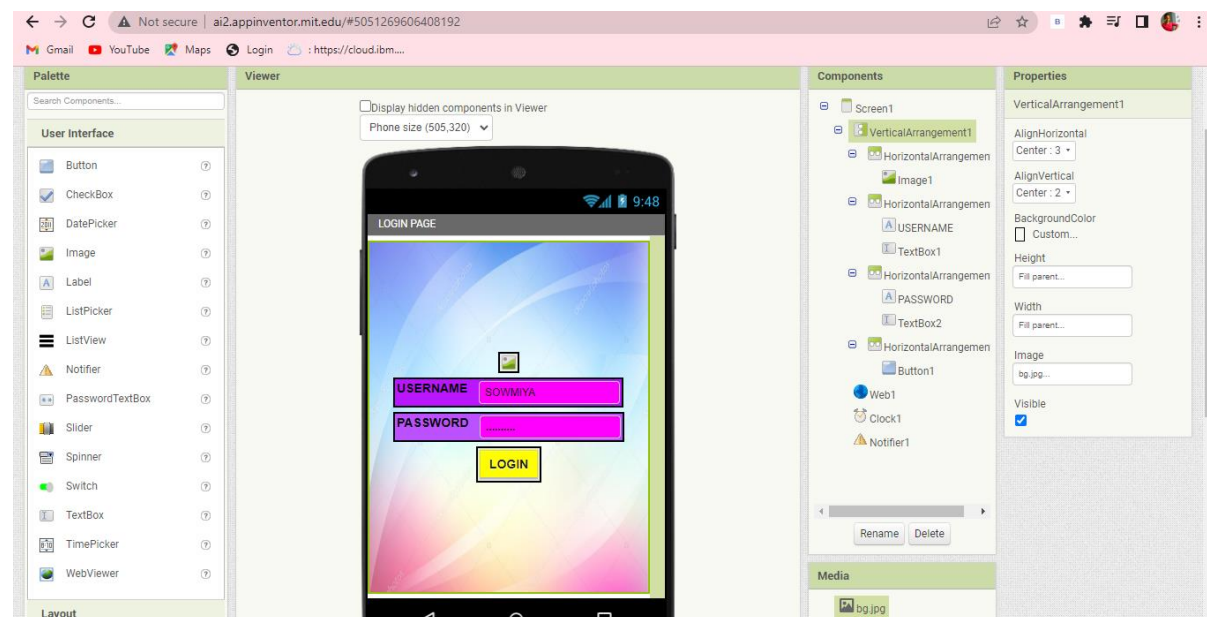 Not secure | ai2.appinventor.mit.edu/#5051269606408192
Gmail YouTube Maps Login : https://cloud.ibm....
Palette
Search Components...
User Interface
Button
CheckBox
DatePicker
Image
Label
ListPicker
ListView
Notifier
PasswordTextBox
Slider
Spinner
Switch
TextBox
TimePicker
WebViewer
Layout
Viewer
Display hidden components in Viewer
Phone size (505,320)
9:48
LOGIN PAGE
USERNAME SOWMIYA
PASSWORD ..........
LOGIN
Components
Screen1
VerticalArrangement1
HorizontalArrangemen
Image1
HorizontalArrangemen
USERNAME
TextBox1
HorizontalArrangemen
PASSWORD
TextBox2
HorizontalArrangemen
Button1
Web1
Clock1
Notifier1
Rename Delete
Media
bg.jpg
Properties
VerticalArrangement1
AlignHorizontal
Center : 3
AlignVertical
Center : 2
BackgroundColor
Custom...
Height
Fill parent...
Width
Fill parent...
Image
bg.jpg...
Visible